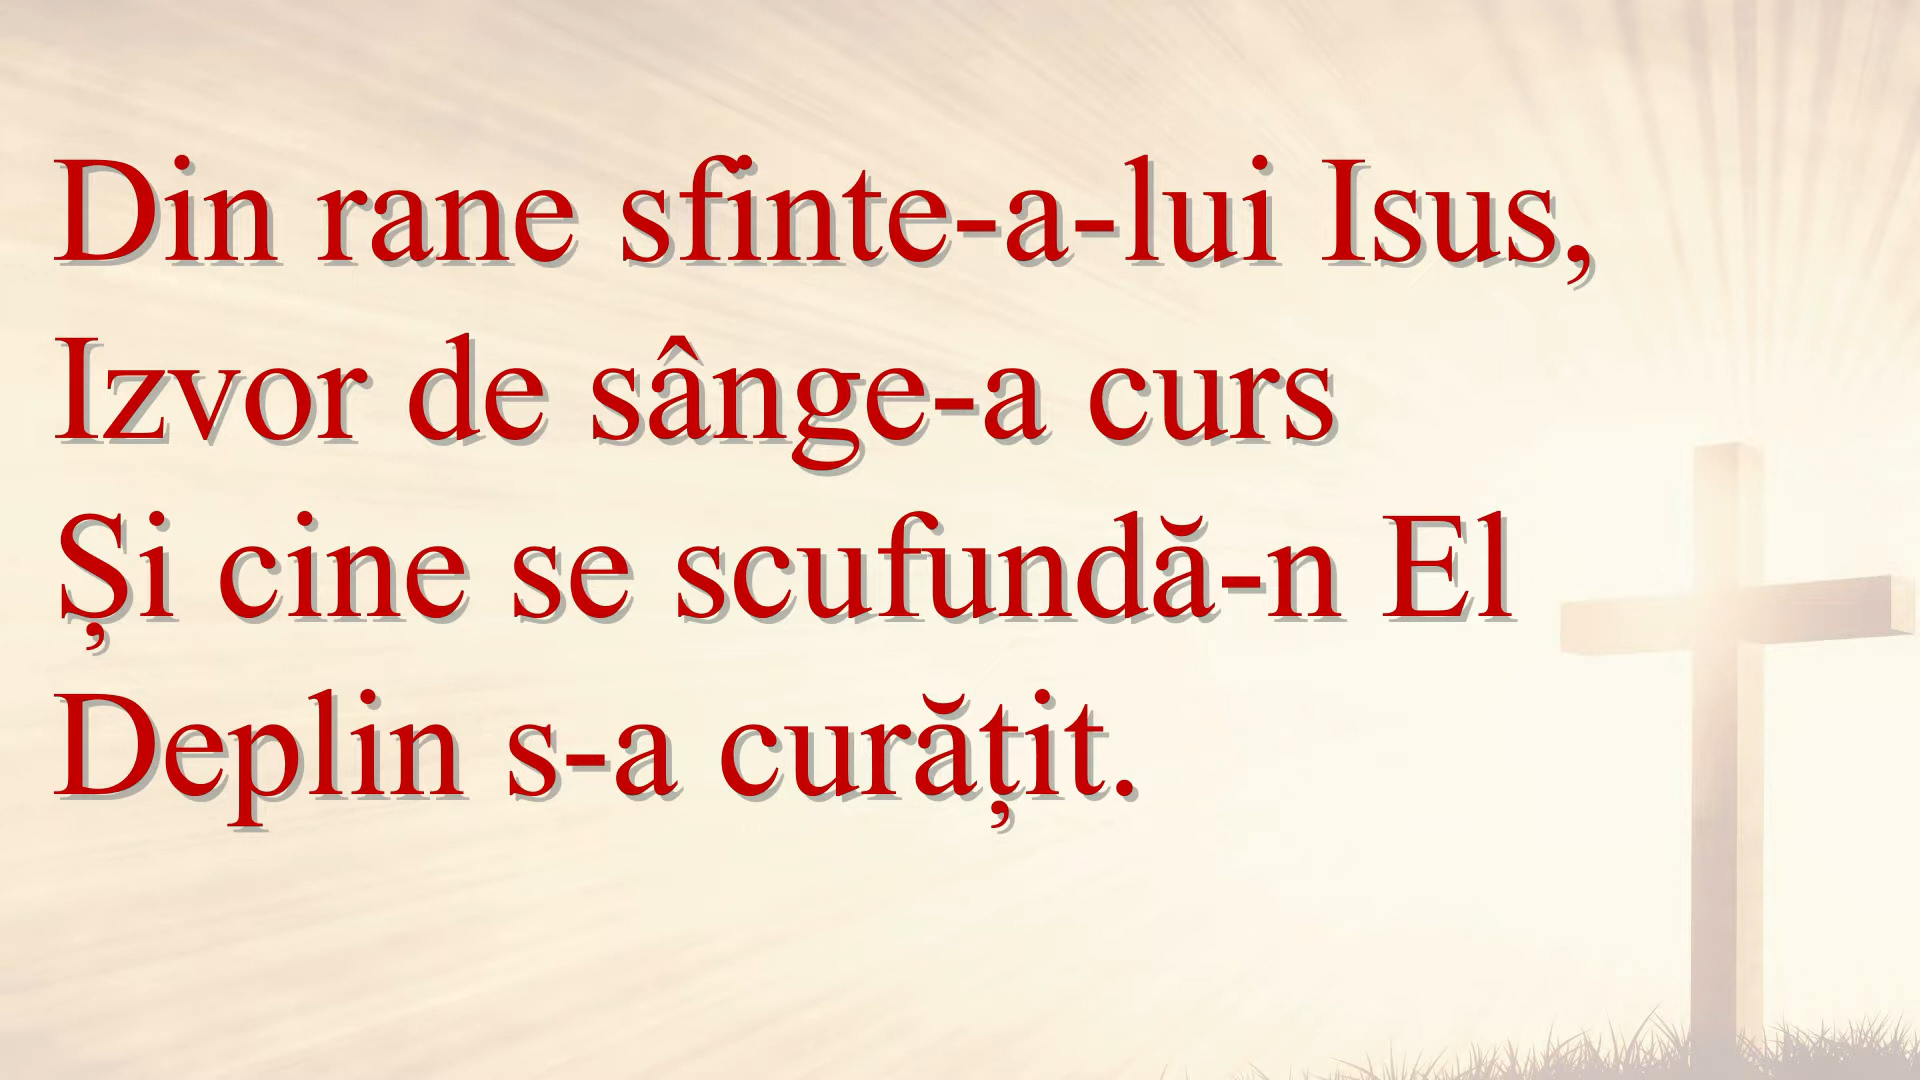 Din rane sfinte-a-lui Isus,
Izvor de sânge-a curs
Și cine se scufundă-n El
Deplin s-a curățit.